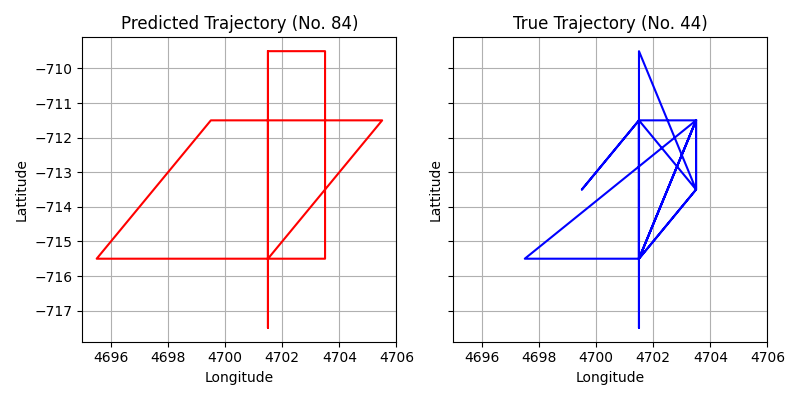 Predicted Trajectory (No. 84)
True Trajectory (No. 44)
−710
−711
−712
−713
−714
−715
−716
−717
Lattitude
Lattitude
4696 4698 4700 4702 4704 4706
4696 4698 4700 4702 4704 4706
Longitude
Longitude